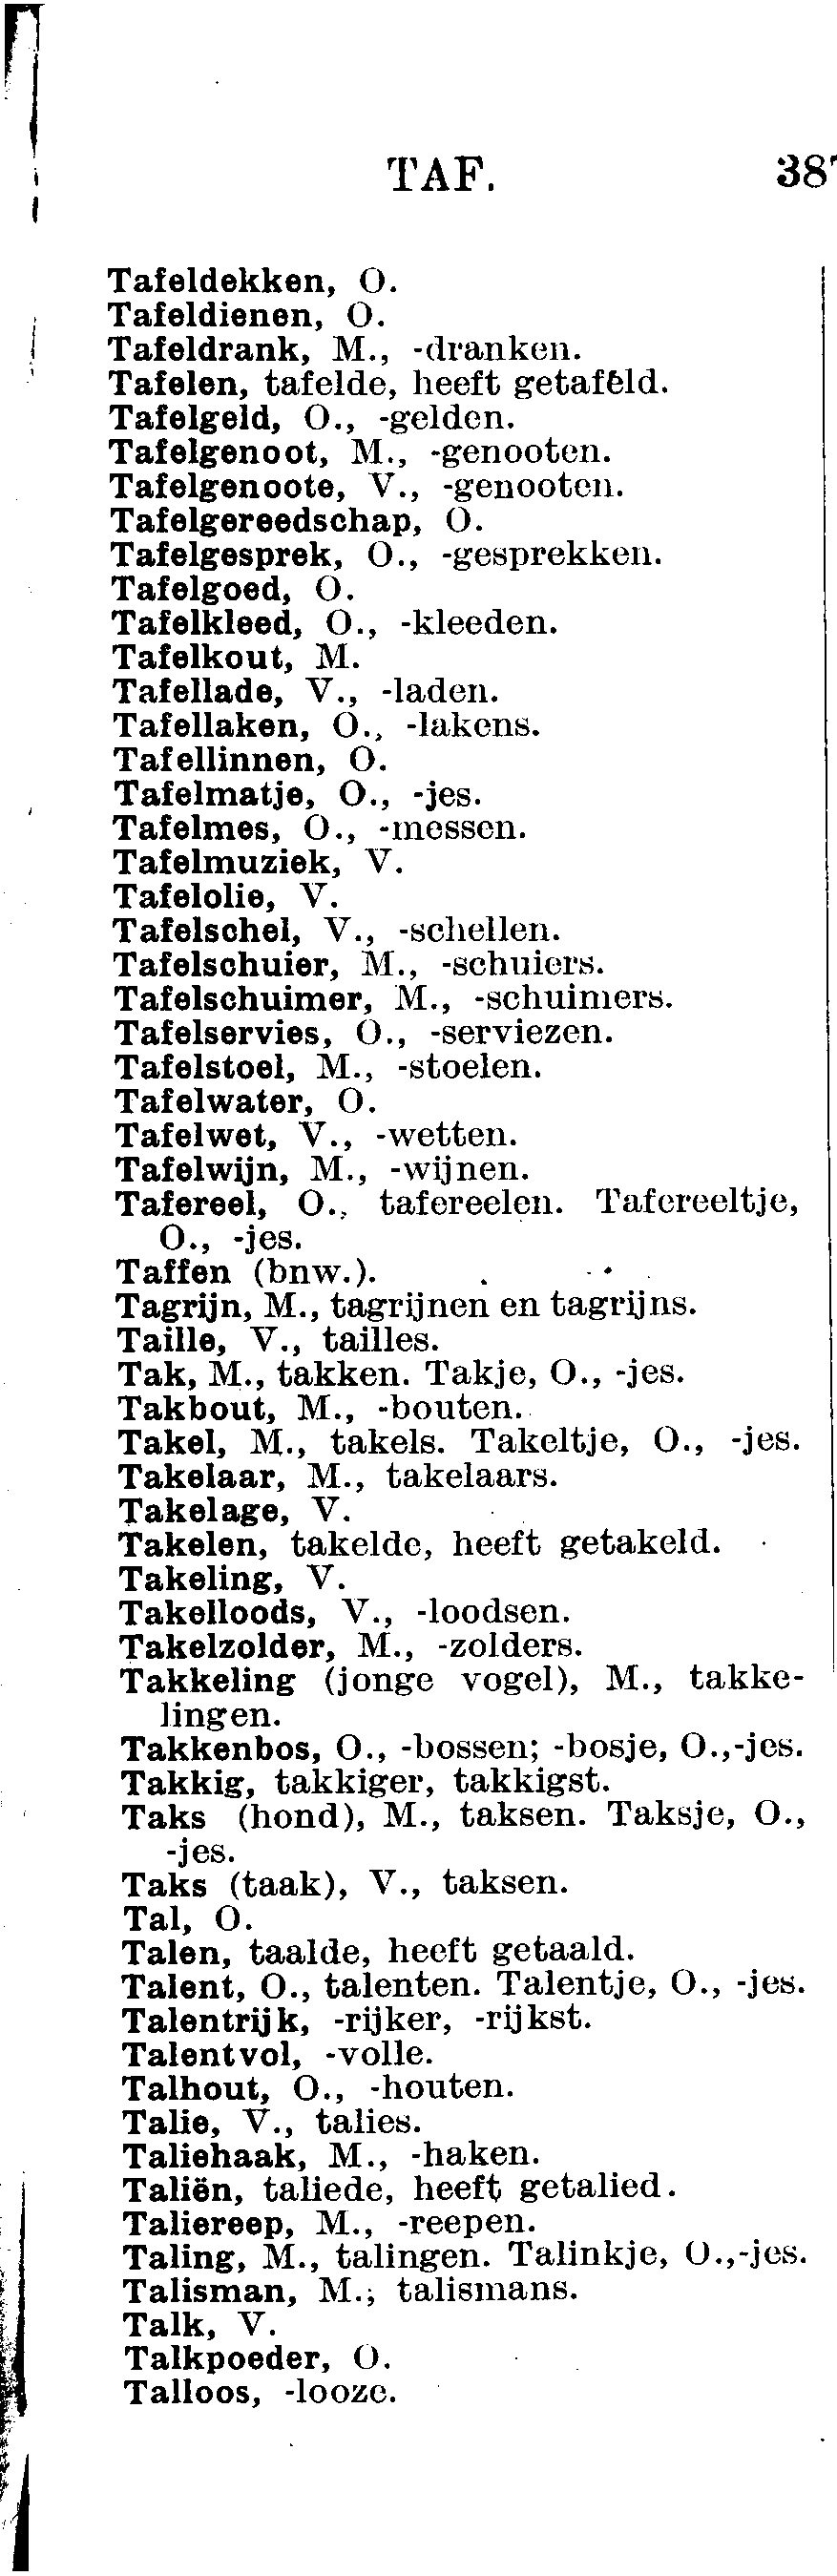 TAF.
38
Tafeldekken, O.
Tafeldienen, O.
Tafeldrank, M., -dranken.
Tafelen, tafelde, heeft getafeld.
Tafelgeld, O., -gelden.
Tafelgenoot, M., -genooten.
Tafelgenoote, V., -genooten.
Tafelgereedschap, O.
Tafelgesprek, O., -gesprekken.
Tafelgoed, O.
Tafelkleed, O., -kleeden.
Tafelkout, M.
Tafellade, V., -laden.
Tafellaken, O., -lakens.
Tafellinnen, O.
Tafelmatje, O., -jes.
Tafelmes, O., -messen.
Tafelmuziek, V.
Tafelolie, V.
Tafelschel, V., -schellen.
Tafelschuier, M., -schuiers.
Tafelschuimer, M., -schuimers.
Tafelservies, O., -serviezen.
Tafelstoel, M., -stoelen.
Tafelwater, O.
Tafelwet, V., -wetten.
Tafelwijn, M., -wijnen.
Tafereel, O., tafereelen. Tafereeltje,
O., -jes.
Taffen (bnw.).
Tagrijn, M., tagrijnen en tagrijns.
Taille, V., tailles.
Tak, M., takken. Takje, O., -jes.
Takbout, M., -bouten.
Takel, M., takels. Takeltje, O., -jes.
Takelaar, M., takelaars.
Takelage, V.
Takelen, takelde, heeft getakeld.
Takeling, V.
Takelloods, V., -loodsen.
Takelzolder, M., -zolders.
Takkeling (jonge vogel), M., takke-
lingen.
Takkenbos, O., -bossen; -bosje, O.,-jes.
Takkig, takkiger, takkigst.
Taks (hond), M., taksen. Taksje, O.,
-jes.
Taks (taak), V., taksen.
Tal, O.
Talen, taalde, heeft getaald.
Talent, O., talenten. Talentje, O., -jes.
Talentrijk, -rijker, -rijkst.
Talentvol, -volle.
Talhout, O., -houten.
Talie, V., talies.
Taliehaak, M., -haken.
Taliën, taliede, heeft getalied.
Taliereep, M., -reepen.
Taling, M., talingen. Talinkje, O.,-jes.
Talisman, M.; talismans.
Talk, V.
Talkpoeder, O.
Talloos, -looze.